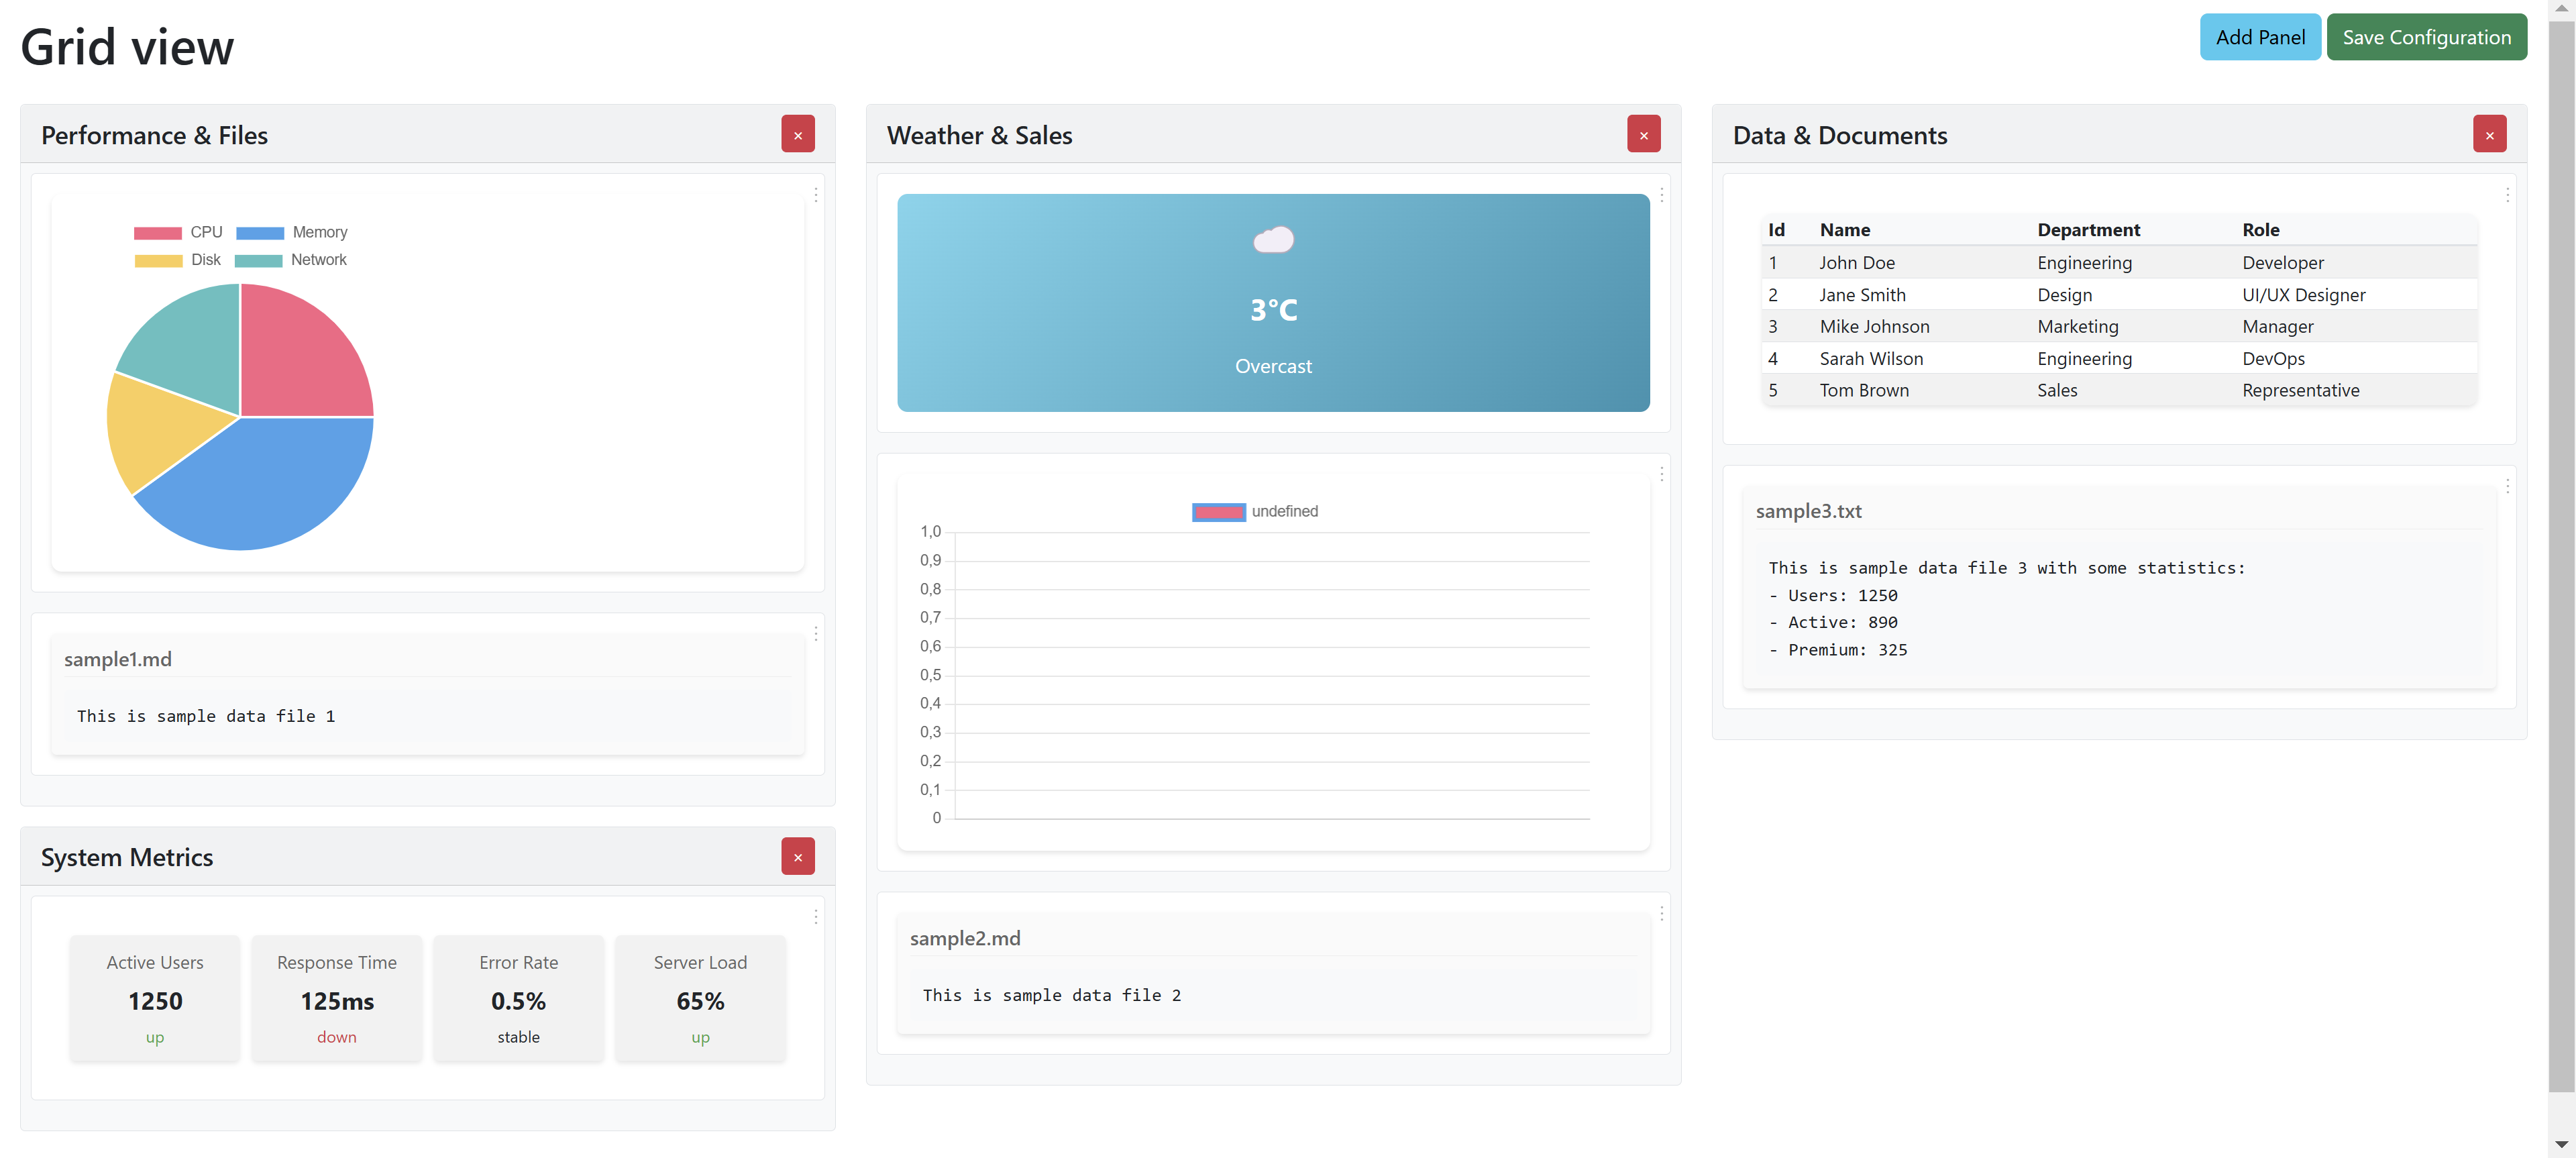 Grid view
Add Panel
Save Configuration
Performance & Files
×
CPU
Memory
Disk
Network
sample1.md
This is sample data file 1
System Metrics
×
Active Users
1250
up
Response Time
125ms
down
Error Rate
0.5%
stable
Server Load
65%
up
Weather & Sales
×
3°C
Overcast
undefined
1,0
0,9
0,8
0,7
0,6
0,5
0,4
0,3
0,2
0,1
0
sample2.md
This is sample data file 2
Data & Documents
×
Id Name Department Role
1 John Doe Engineering Developer
2 Jane Smith Design UI/UX Designer
3 Mike Johnson Marketing Manager
4 Sarah Wilson Engineering DevOps
5 Tom Brown Sales Representative
sample3.txt
This is sample data file 3 with some statistics:
- Users: 1250
- Active: 890
- Premium: 325